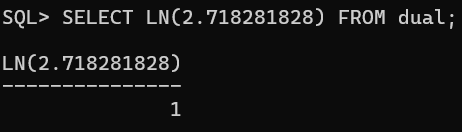 SQL> SELECT LN(2.718281828) FROM dual;
LN(2.718281828)
---------------
1